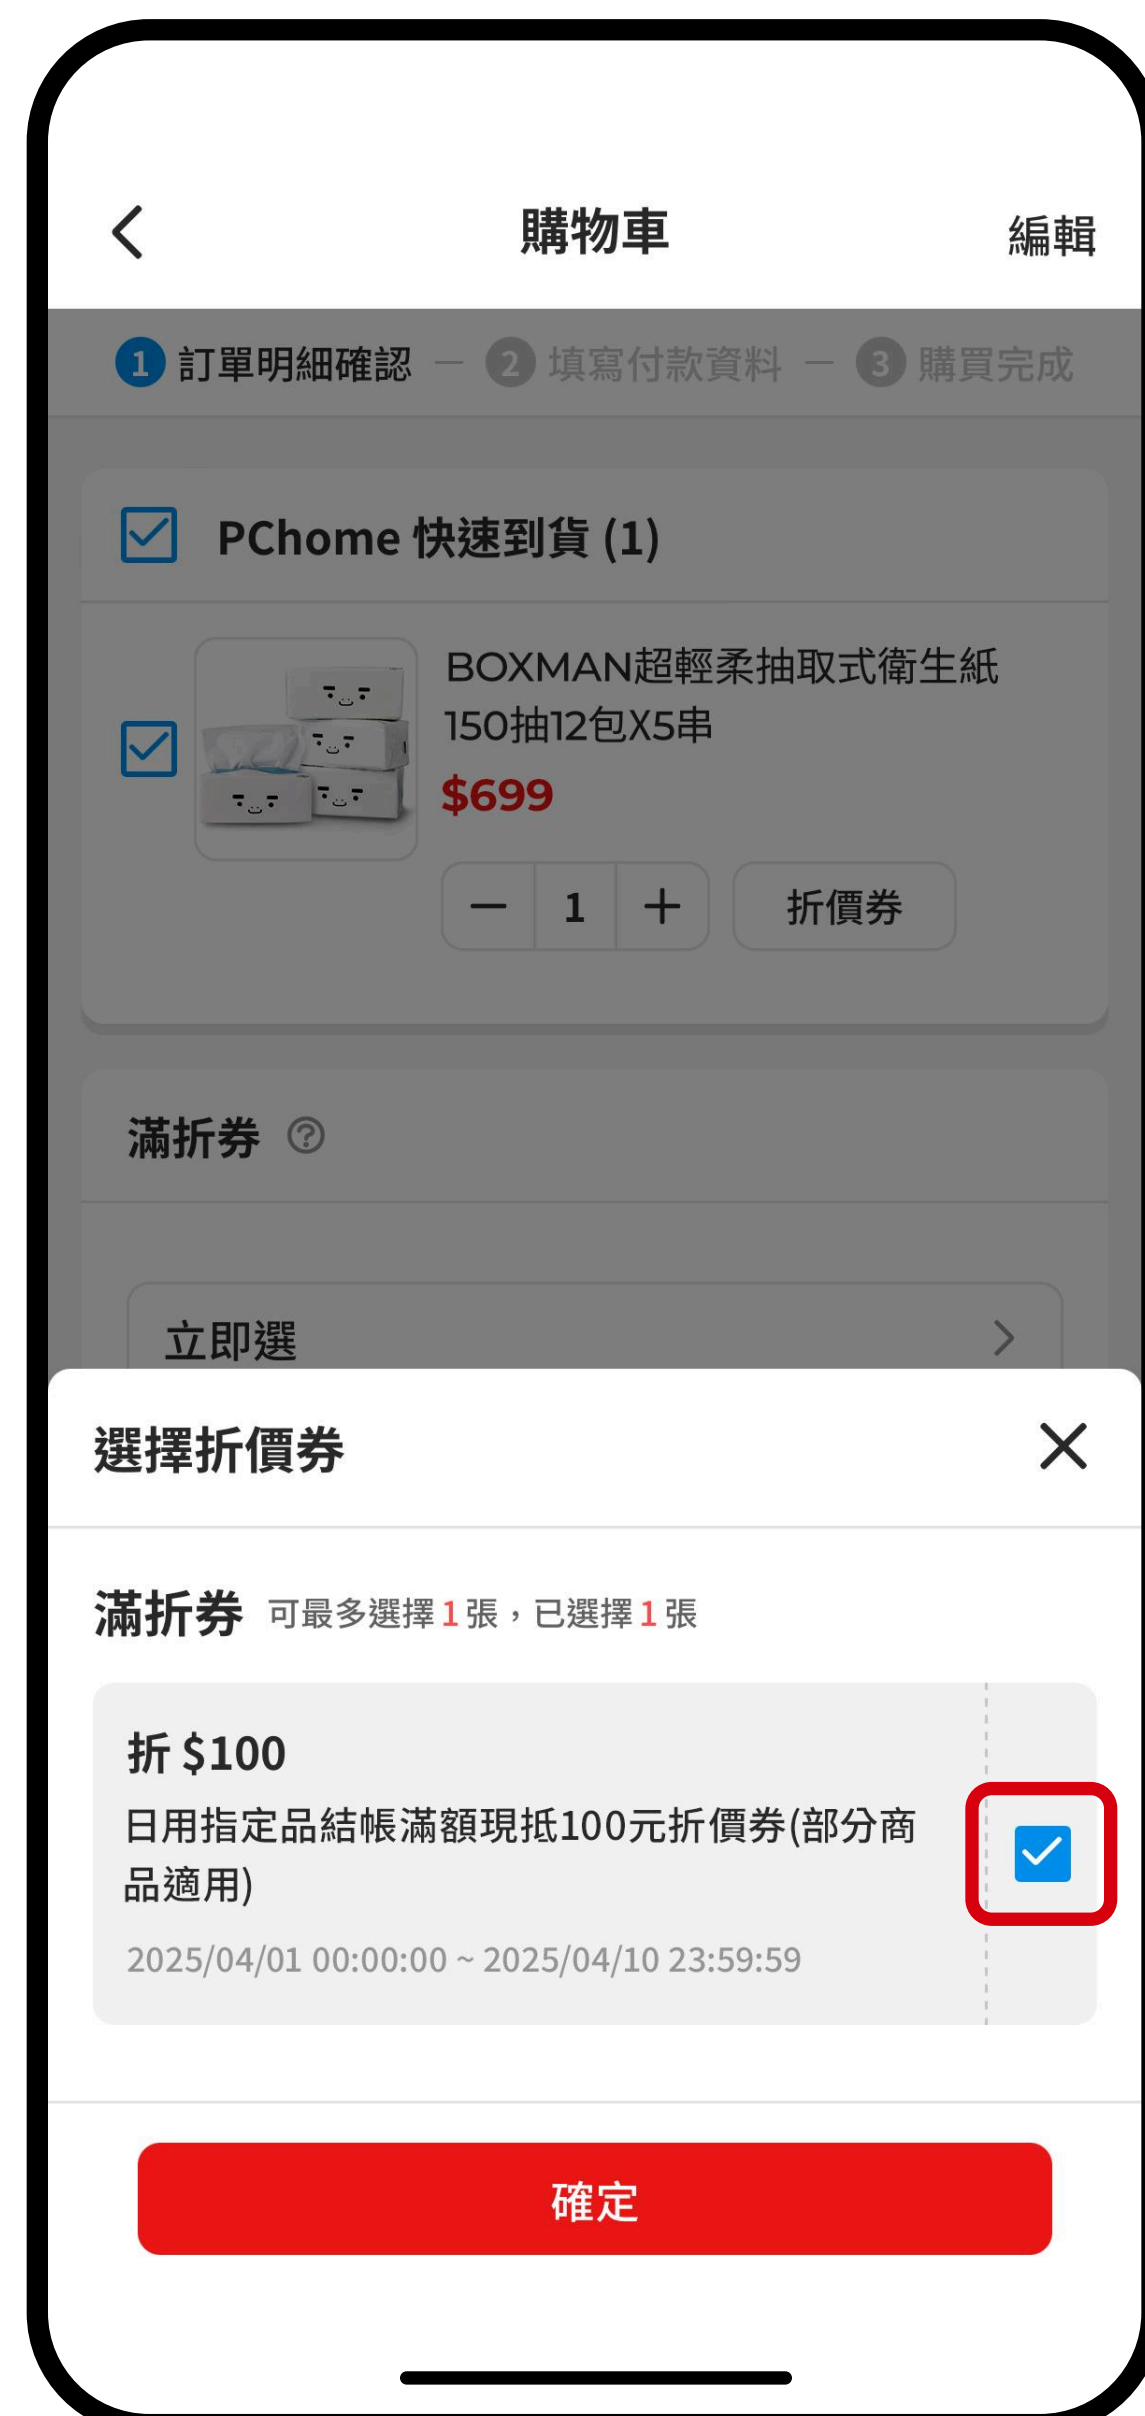 購物車
編輯
1 訂單明細確認 — 2 填寫付款資料 — 3 購買完成
PChome 快速到貨 (1)
BOXMAN超輕柔抽取式衛生紙
150抽12包X5串
$699
1
折價券
滿折券
立即選
選擇折價券
滿折券 可最多選擇 1 張，已選擇 1 張
折 $100
日用指定品結帳滿額現抵100元折價券(部分商
品適用)
2025/04/01 00:00:00 ~ 2025/04/10 23:59:59
確定